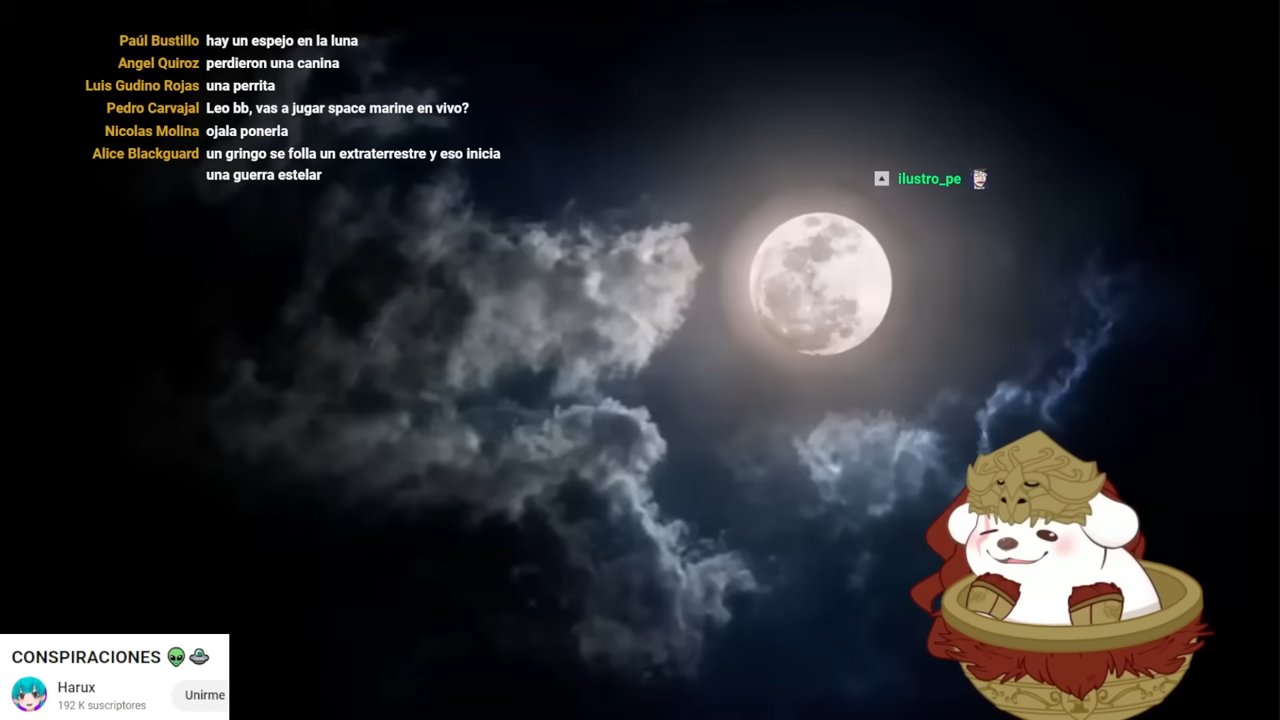 Paúl Bustillo hay un espejo en la luna
Angel Quiroz perdieron una canina
Luis Gudino Rojas una perrita
Pedro Carvajal Leo bb, vas a jugar space marine en vivo?
Nicolas Molina ojala ponerla
Alice Blackguard un gringo se folla un extraterrestre y eso inicia
una guerra estelar
ilustro_pe
CONSPIRACIONES 👽🛸
Harux
192 K suscriptores
Unirme